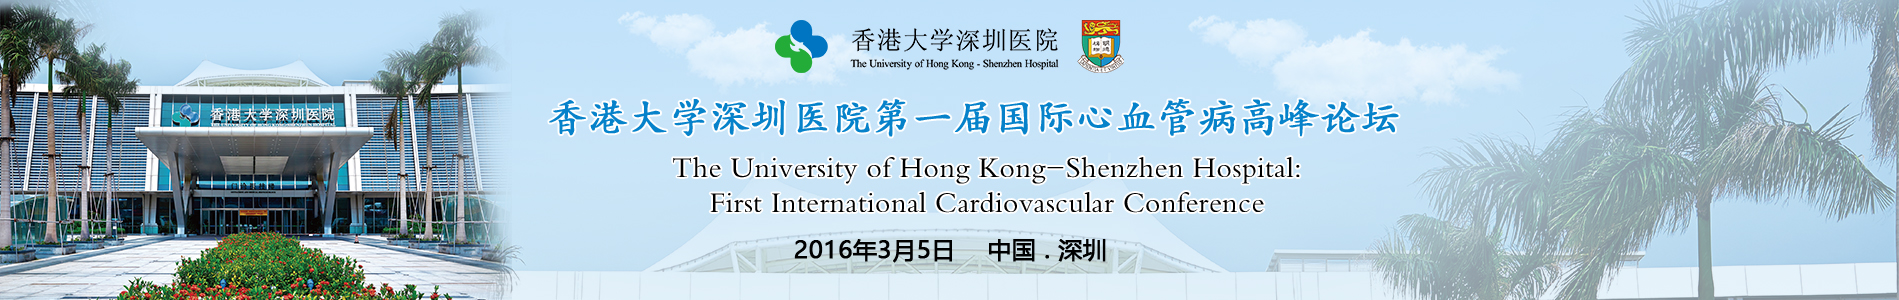 香港大学深圳医院
The University of Hong Kong - Shenzhen Hospital
香港大学深圳医院
香港大学深圳医院第一届国际心血管病高峰论坛
The University of Hong Kong-Shenzhen Hospital:
First International Cardiovascular Conference
2016年3月5日 中国 . 深圳